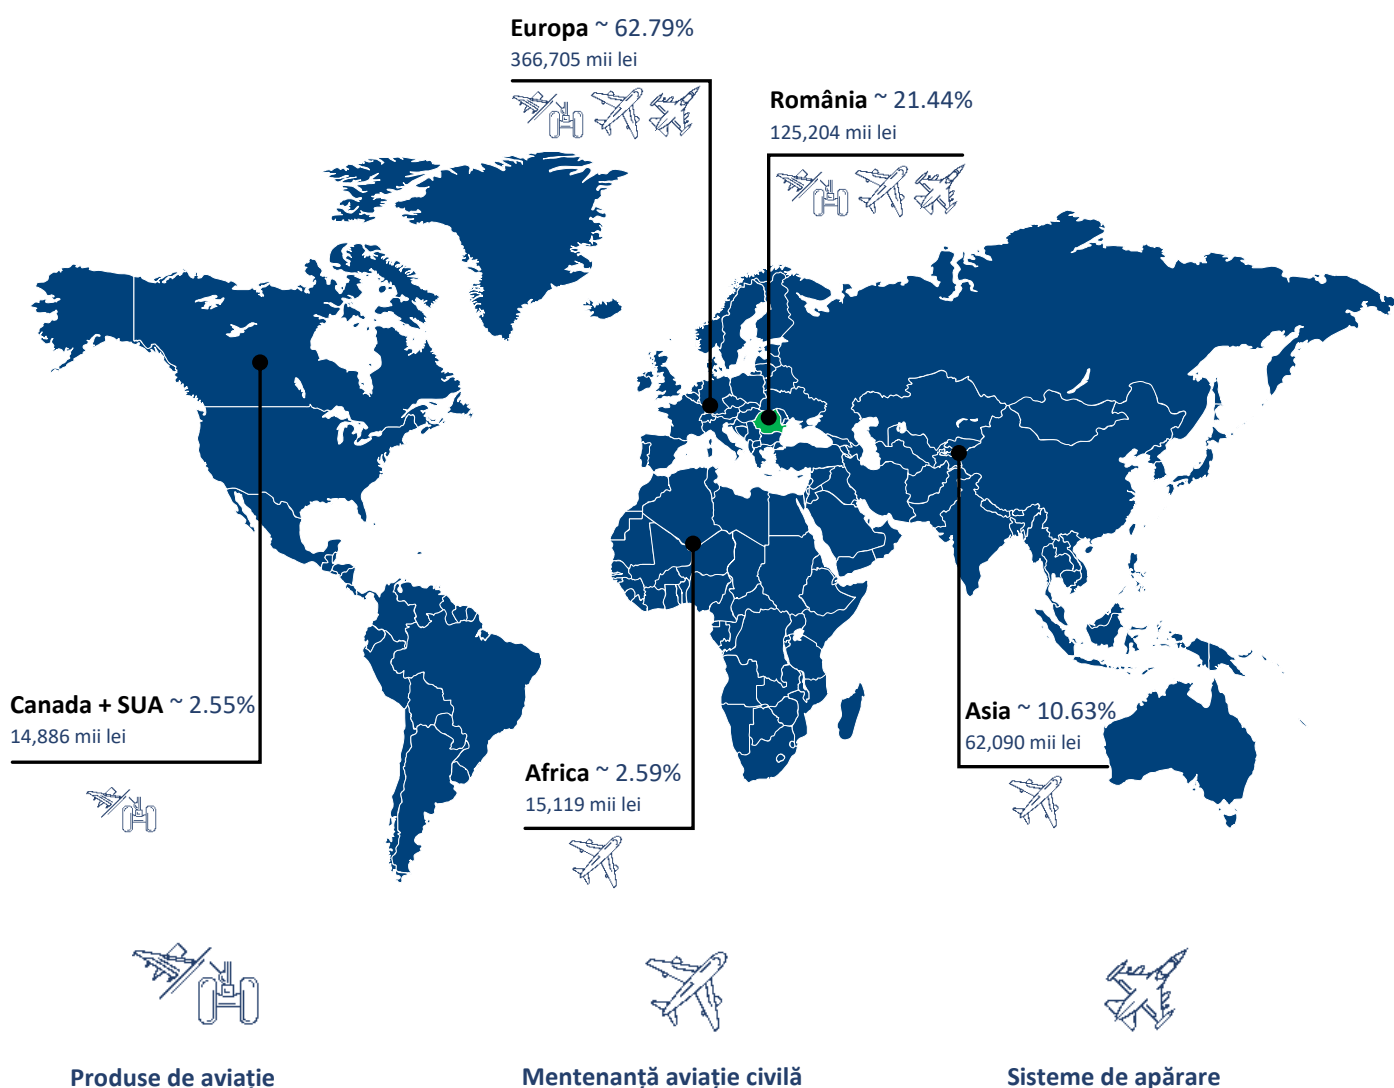 Europa ~ 62.79%
366,705 mii lei
România ~ 21.44%
125,204 mii lei
Canada + SUA ~ 2.55%
14,886 mii lei
Asia ~ 10.63%
62,090 mii lei
Africa ~ 2.59%
15,119 mii lei
Produse de aviație
Mentenanță aviație civilă
Sisteme de apărare